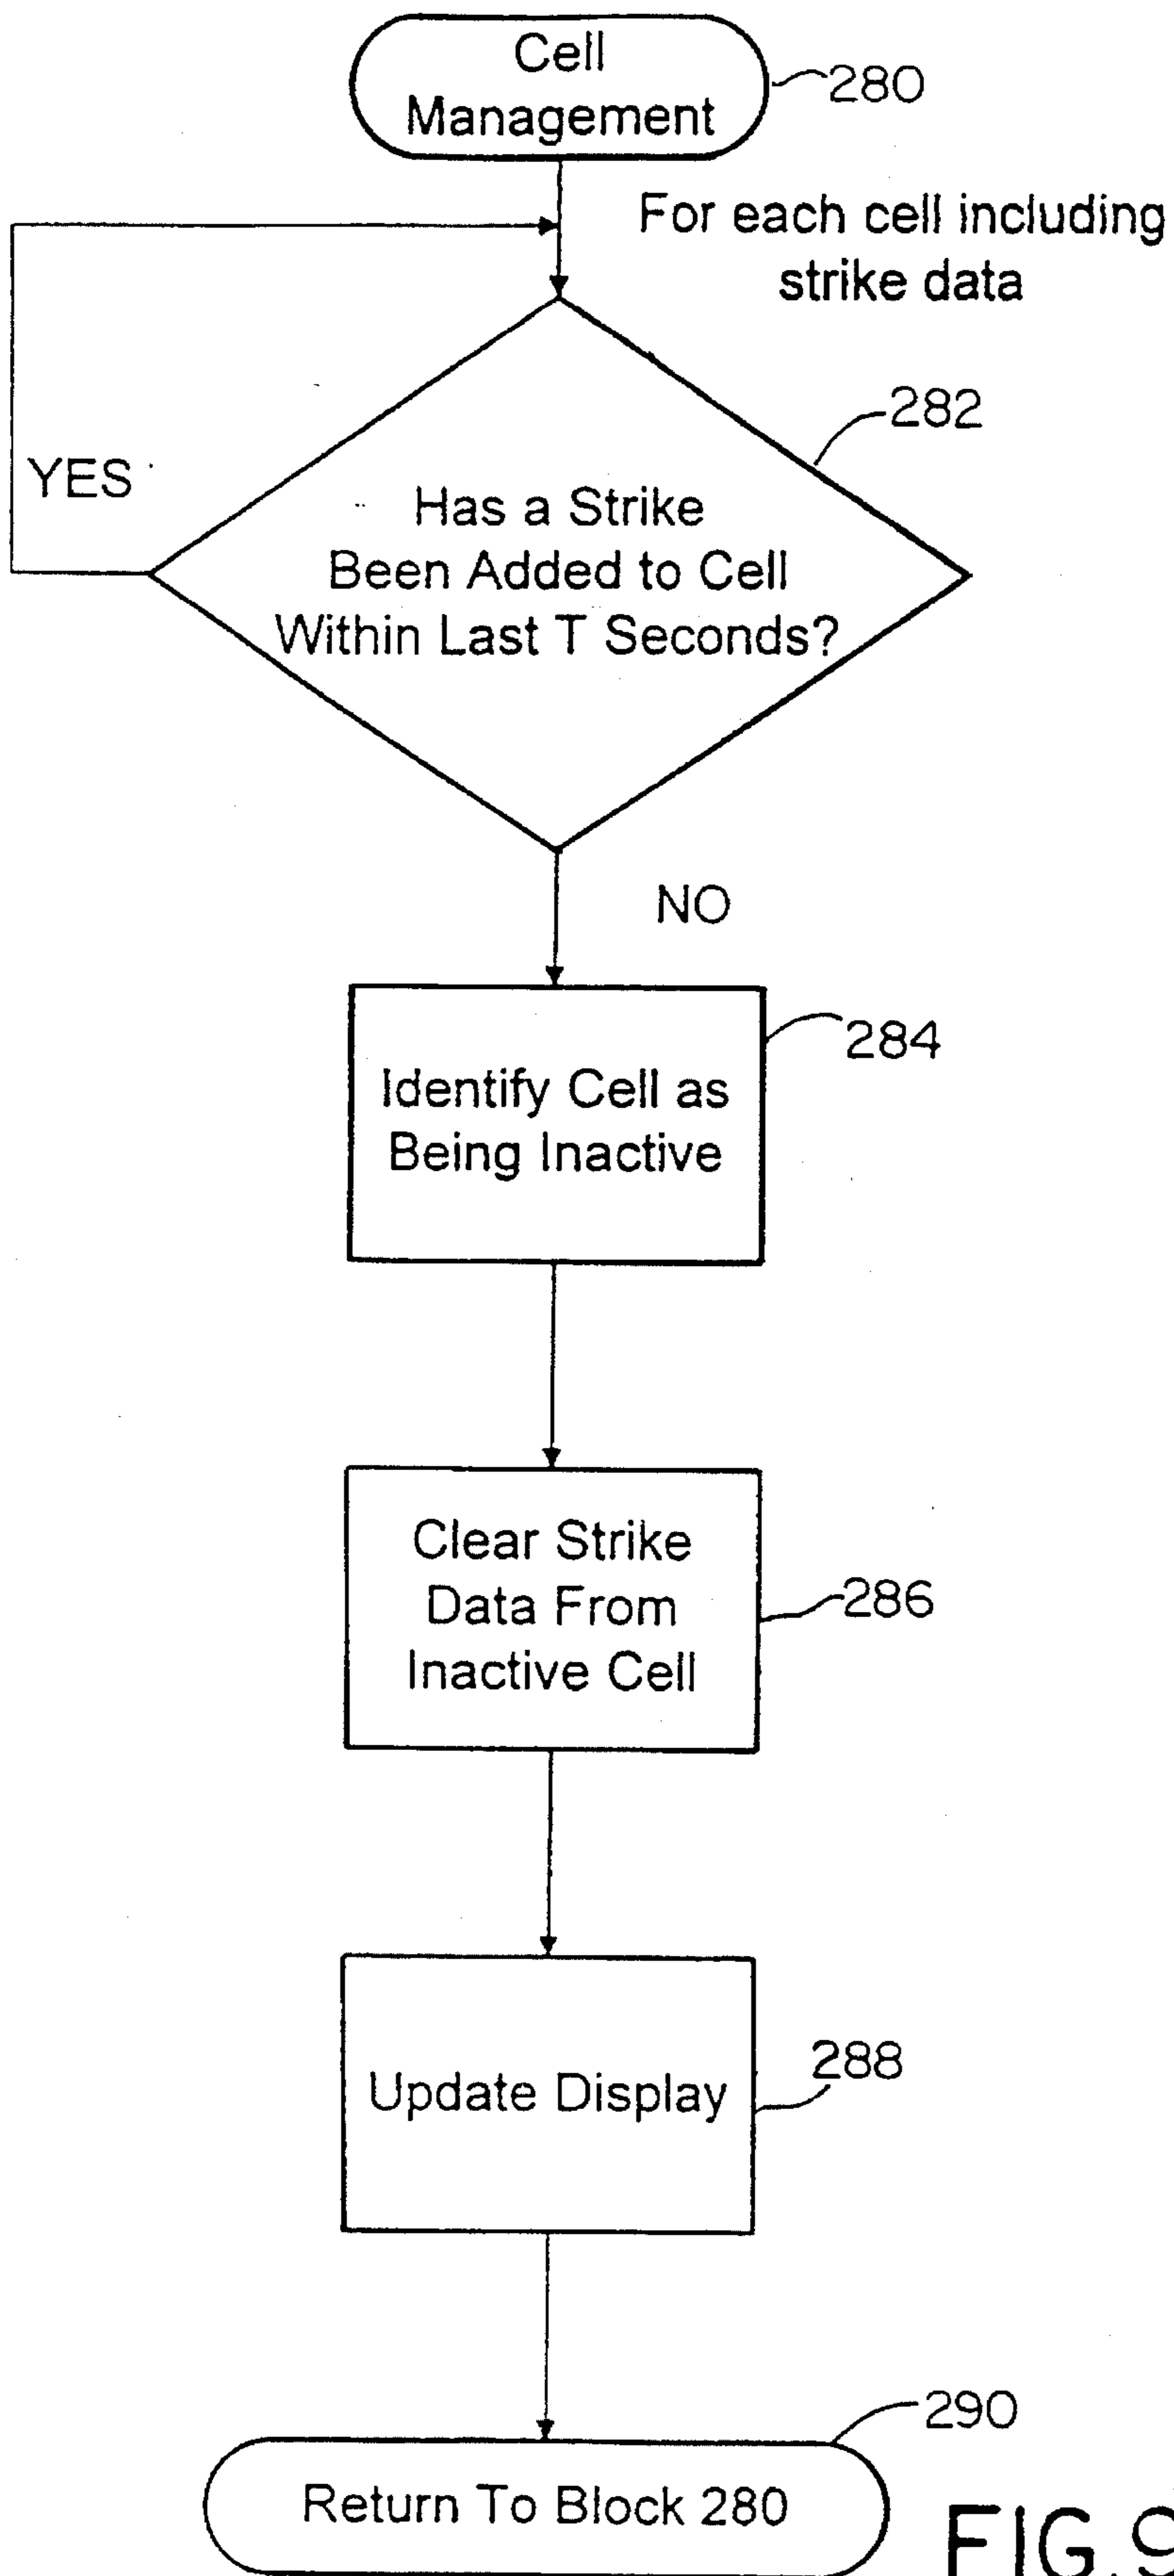 Cell
Management
280
For each cell including
strike data
282
YES
Has a Strike
Been Added to Cell
Within Last T Seconds?
NO
284
Identify Cell as
Being Inactive
Clear Strike
Data From
Inactive Cell
286
Update Display
288
290
Return To Block 280
FIG.9